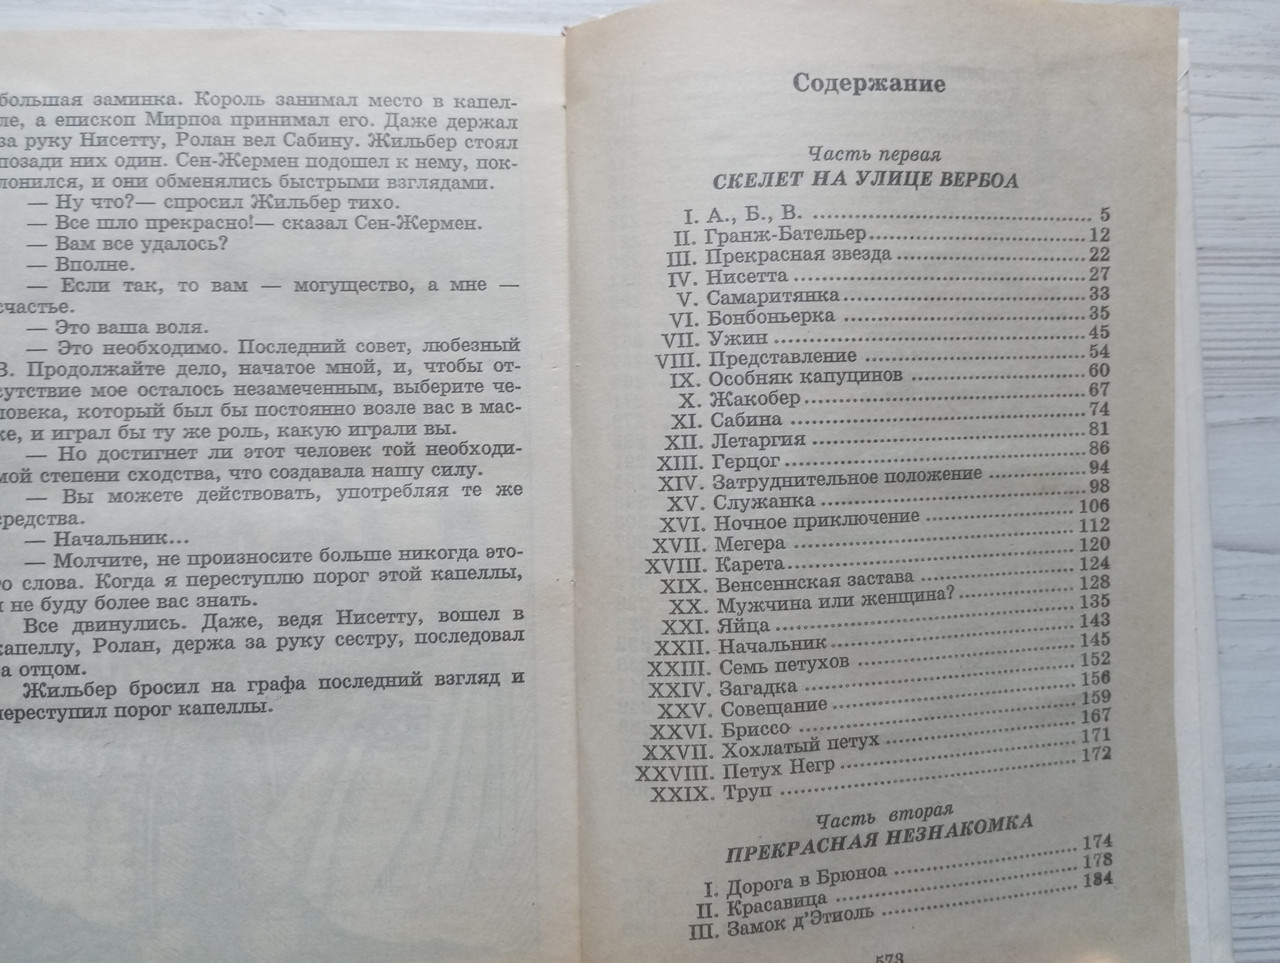 большая заминка. Король занимал место в капел-
ле, а епископ Мирпоа принимал его. Даже держал
за руку Нисетту, Ролан вел Сабину. Жильбер стоял
позади них один. Сен-Жермен подошел к нему, пок-
лонился, и они обменялись быстрыми взглядами.
— Ну что?— спросил Жильбер тихо.
— Все шло прекрасно!— сказал Сен-Жермен.
— Вам все удалось?
— Вполне.
— Если так, то вам — могущество, а мне —
счастье.
— Это ваша воля.
— Это необходимо. Последний совет, любезный
В. Продолжайте дело, начатое мной, и, чтобы от-
сутствие мое осталось незамеченным, выберите че-
ловека, который был бы постоянно возле вас в мас-
ке, и играл бы ту же роль, какую играли вы.
— Но достигнет ли этот человек той необходи-
мой степени сходства, что создавала нашу силу.
— Вы можете действовать, употребляя те же
средства.
— Начальник...
— Молчите, не произносите больше никогда это-
го слова. Когда я переступлю порог этой капеллы,
я не буду более вас знать.
Все двинулись. Даже, ведя Нисетту, вошел в
капеллу, Ролан, держа за руку сестру, последовал
за отцом.
Жильбер бросил на графа последний взгляд и
переступил порог капеллы.
Содержание
Часть первая
СКЕЛЕТ НА УЛИЦЕ ВЕРБОА
I. А., Б., В. 5
II. Гранж-Бательер 12
III. Прекрасная звезда 22
IV. Нисетта 27
V. Самаритянка 33
VI. Бонбоньерка 35
VII. Ужин 45
VIII. Представление 54
IX. Особняк капуцинов 60
X. Жакобер 67
XI. Сабина 74
XII. Летаргия 81
XIII. Герцог 86
XIV. Затруднительное положение 94
XV. Служанка 98
XVI. Ночное приключение 106
XVII. Мегера 112
XVIII. Карета 120
XIX. Венсеннская застава 124
XX. Мужчина или женщина? 128
XXI. Яйца 135
XXII. Начальник 143
XXIII. Семь петухов 145
XXIV. Загадка 152
XXV. Совещание 156
XXVI. Бриссо 159
XXVII. Хохлатый петух 167
XXVIII. Петух Негр 171
XXIX. Труп 172
Часть вторая
ПРЕКРАСНАЯ НЕЗНАКОМКА
I. Дорога в Брюноа 174
II. Красавица 178
III. Замок д'Этиоль 184
573